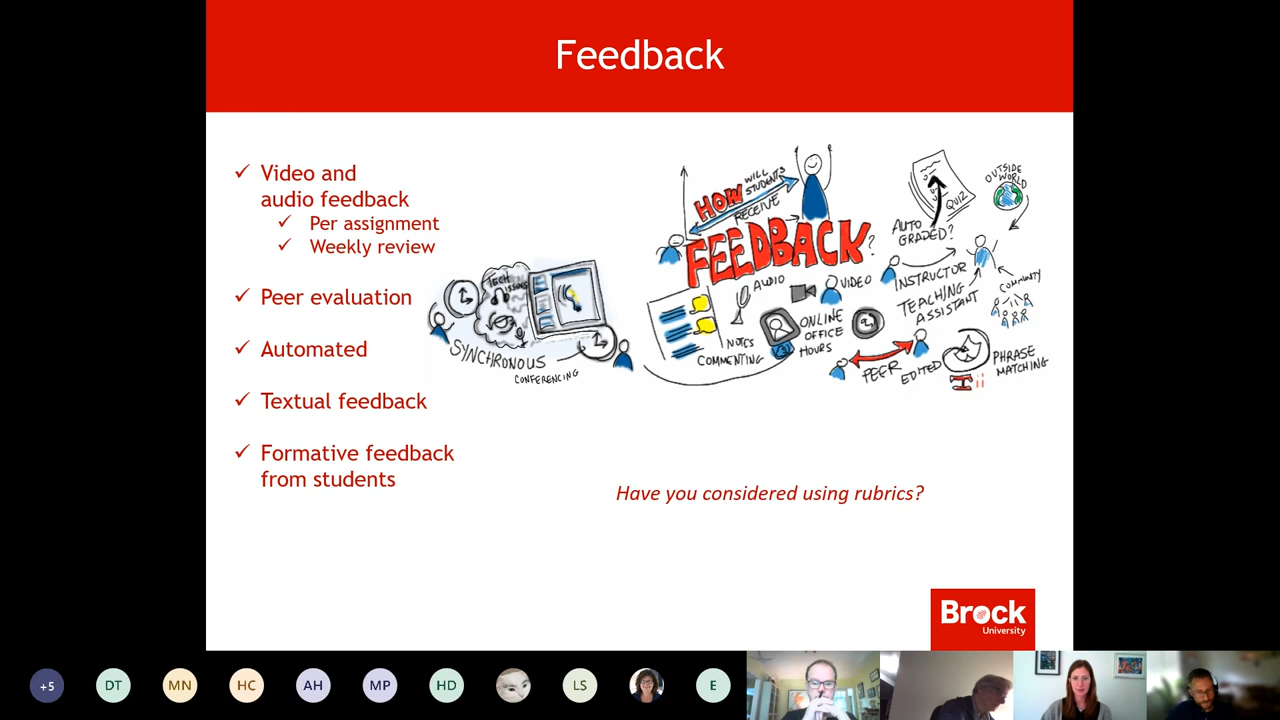 Feedback
✓ Video and
audio feedback
✓ Per assignment
✓ Weekly review
✓ Peer evaluation
✓ Automated
✓ Textual feedback
✓ Formative feedback
from students
HOW
WILL
STUDENTS
RECEIVE
FEEDBACK?
TECH
ISSUES
SYNCHRONOUS
CONFERENCING
AUDIO
VIDEO
NOTES
COMMENTING
ONLINE
OFFICE
HOURS
AUTO
GRADED?
QUIZ
OUTSIDE
WORLD
INSTRUCTOR
TEACHING
ASSISTANT
COMMUNITY
PEER EDITED
PHRASE
MATCHING
Have you considered using rubrics?
Brock
University
+5
DT
MN
HC
AH
MP
HD
LS
E